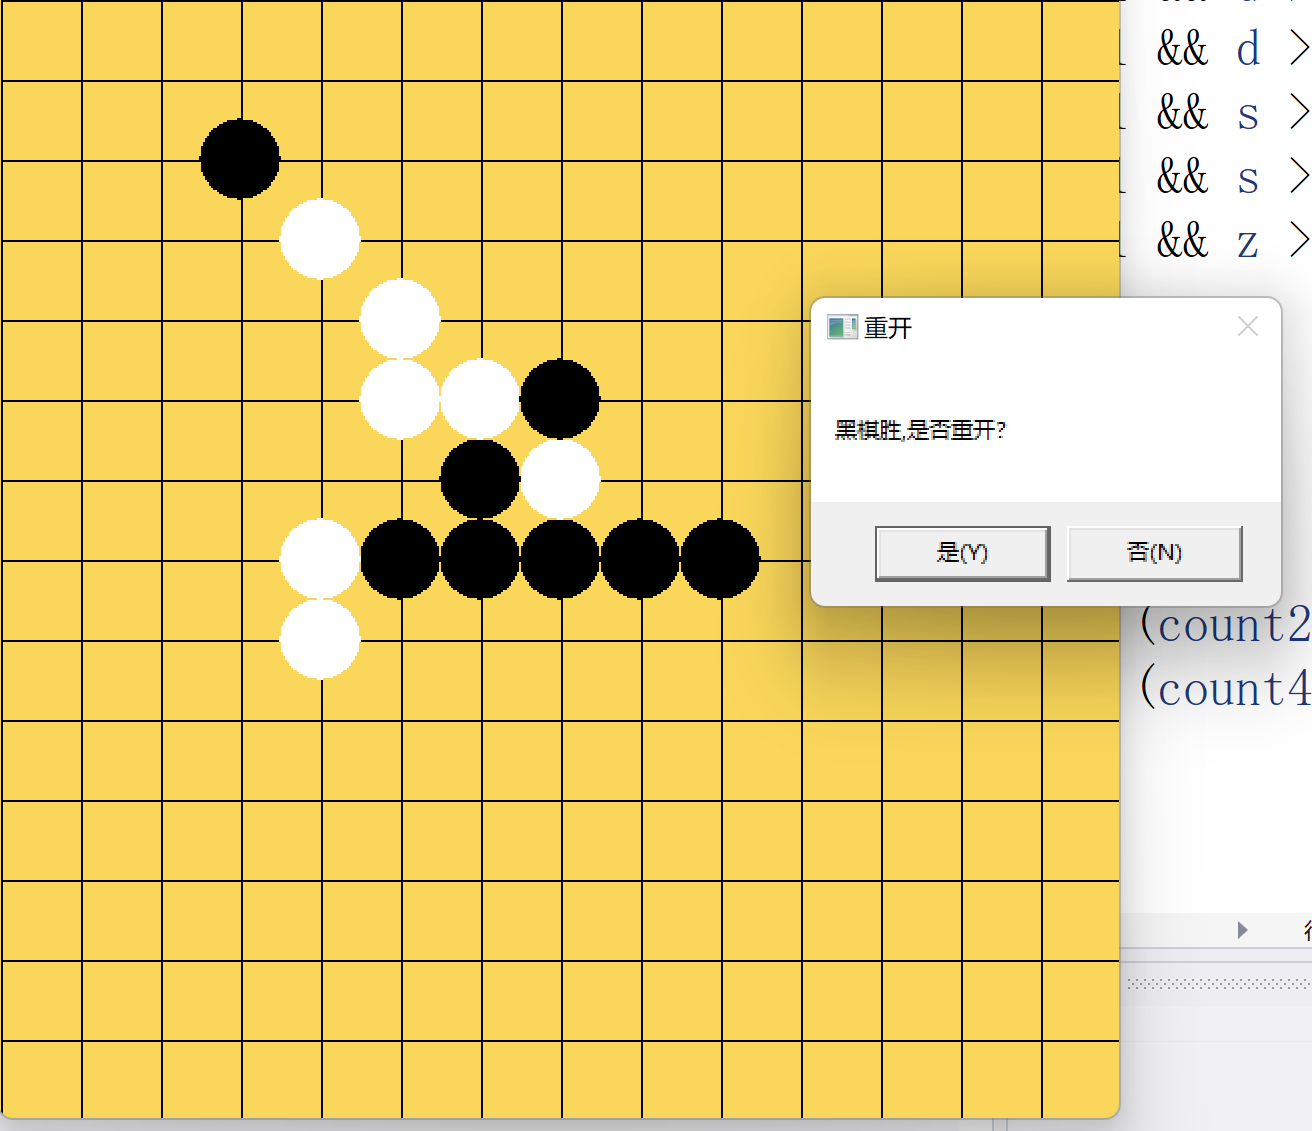 && d >
&& s >
&& s >
&& z >
重开
黑棋胜,是否重开?
是(Y)
否(N)
(count2
(count4